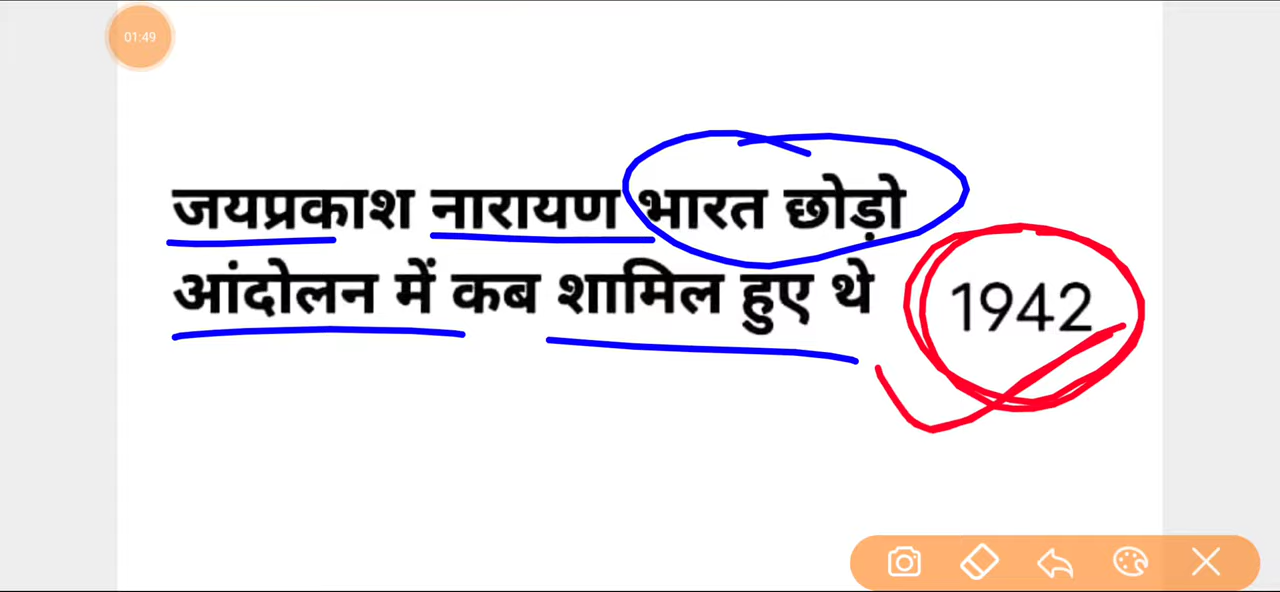 01:49
जयप्रकाश नारायण भारत छोड़ो
आंदोलन में कब शामिल हुए थे 1942